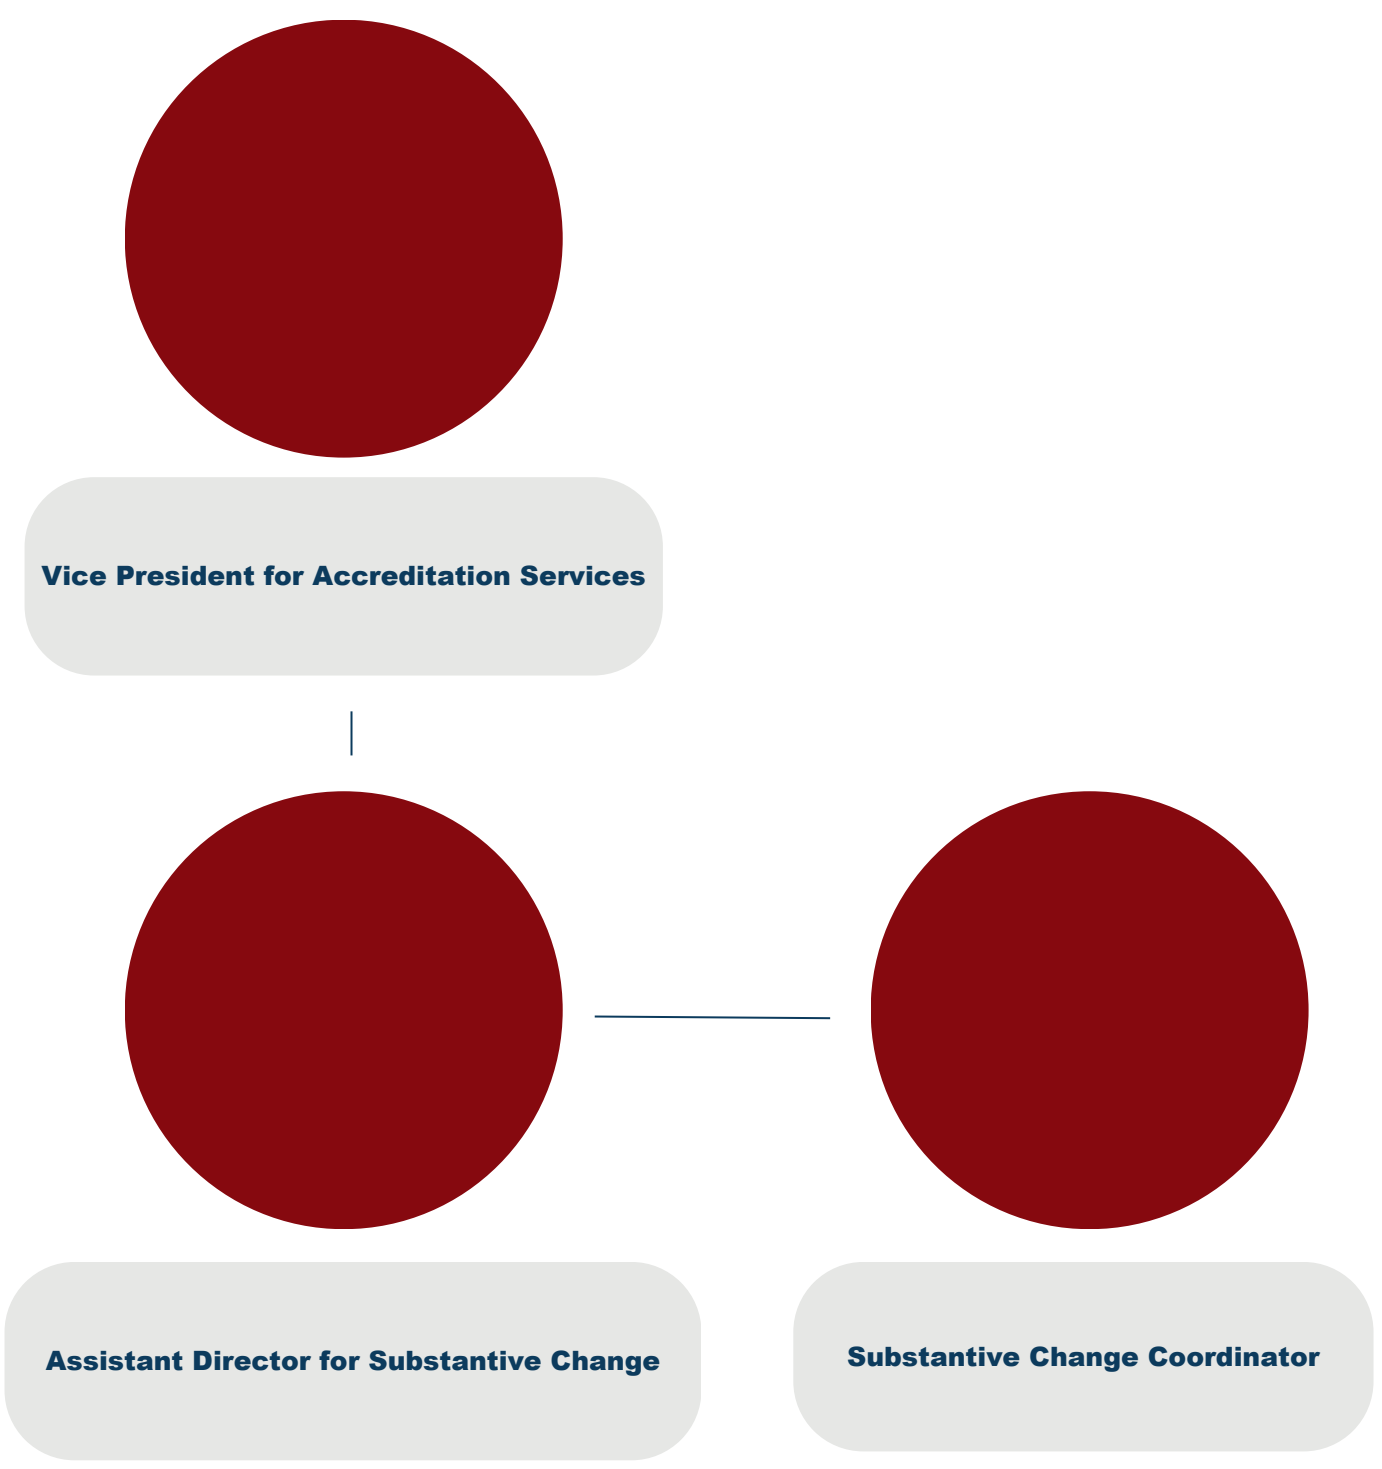 Vice President for Accreditation Services
Assistant Director for Substantive Change
Substantive Change Coordinator